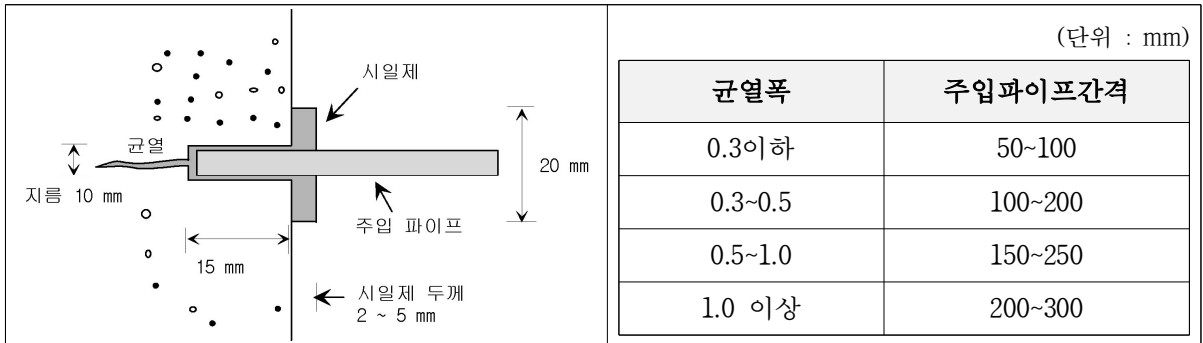 시일제
균열
지름 10 mm
20 mm
주입 파이프
15 mm
시일제 두께
2 ~ 5 mm
(단위 : mm)
균열폭 주입파이프간격
0.3이하 50~100
0.3~0.5 100~200
0.5~1.0 150~250
1.0 이상 200~300